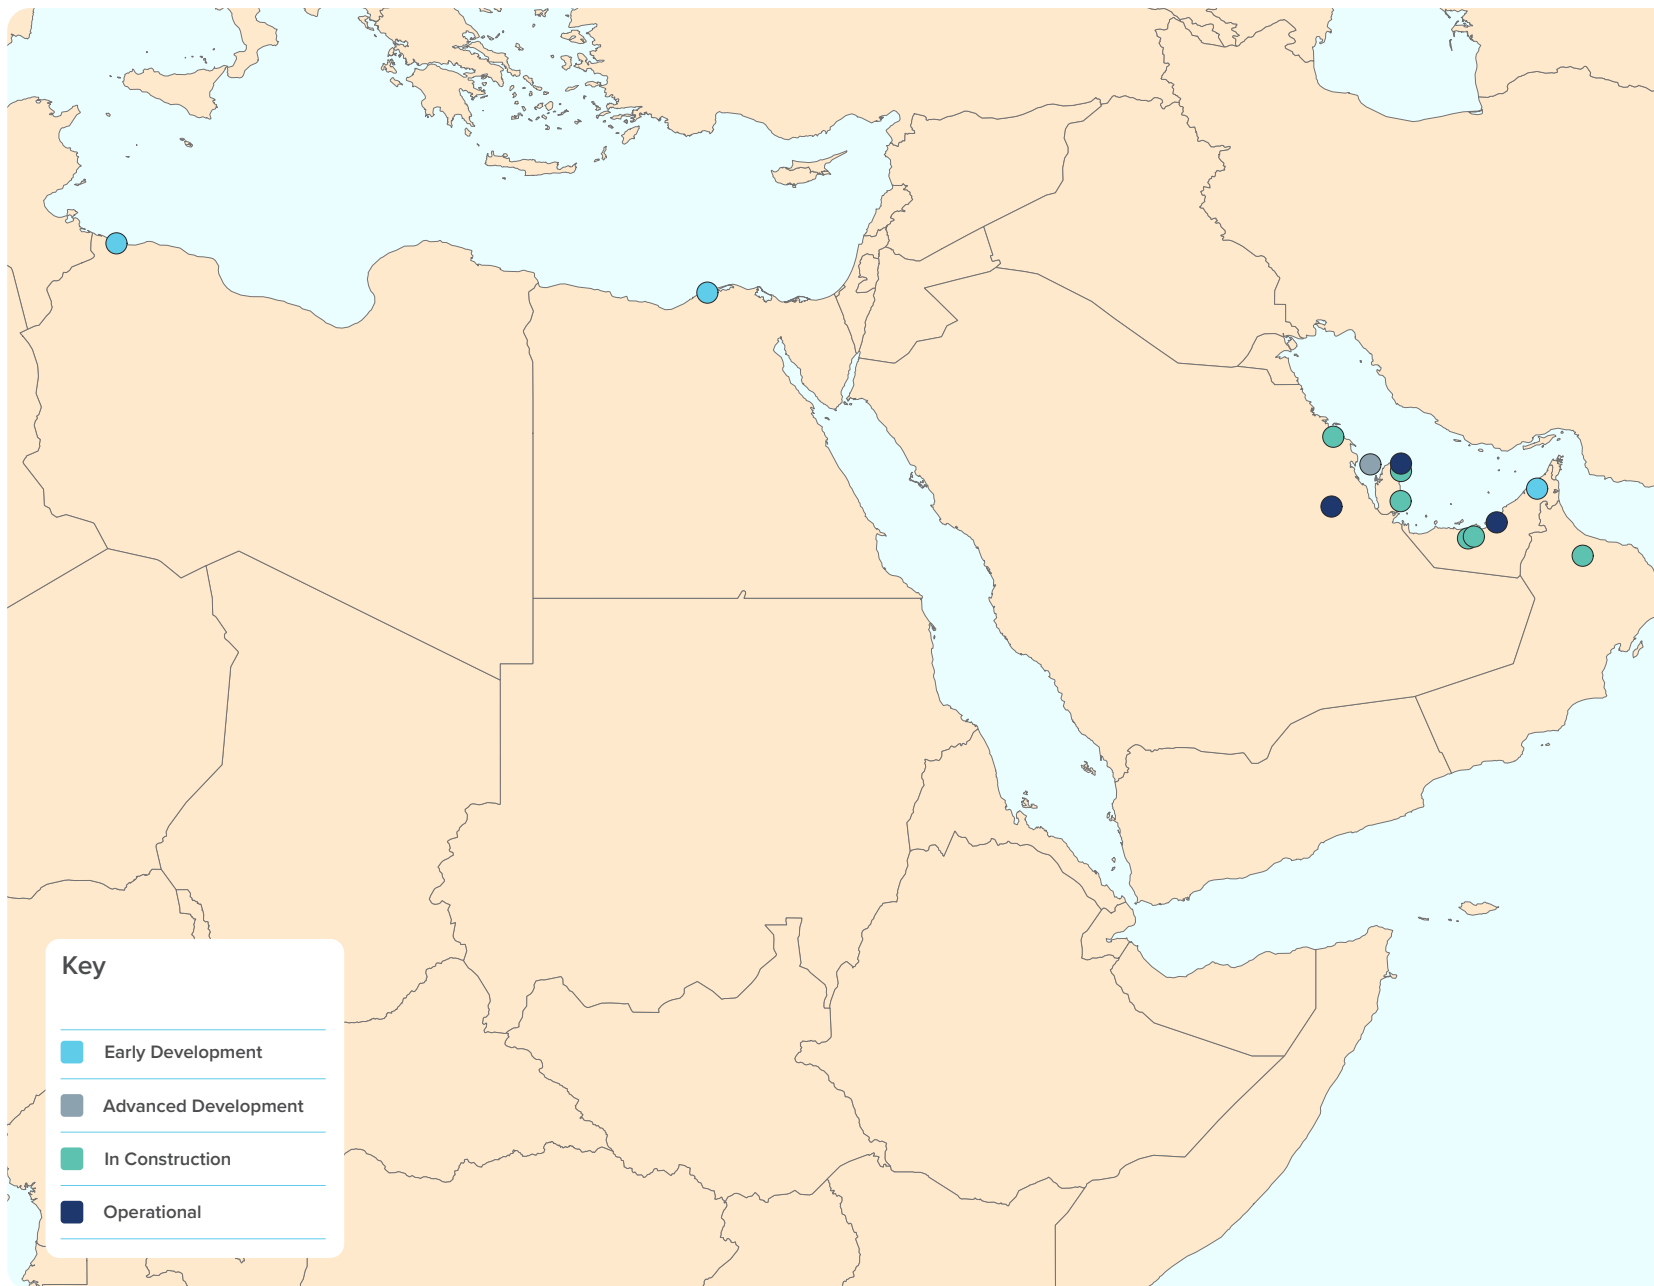 Key
Early Development
Advanced Development
In Construction
Operational